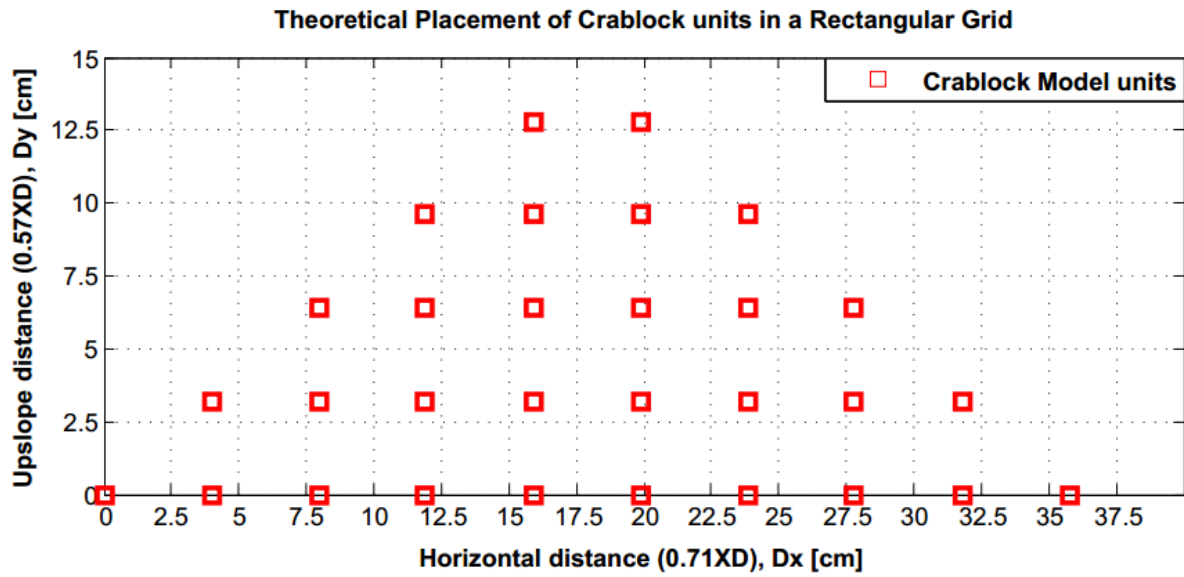 Theoretical Placement of Crablock units in a Rectangular Grid
Crablock Model units
Upslope distance (0.57XD), Dy [cm]
15
12.5
10
7.5
5
2.5
0
0 2.5 5 7.5 10 12.5 15 17.5 20 22.5 25 27.5 30 32.5 35 37.5
Horizontal distance (0.71XD), Dx [cm]